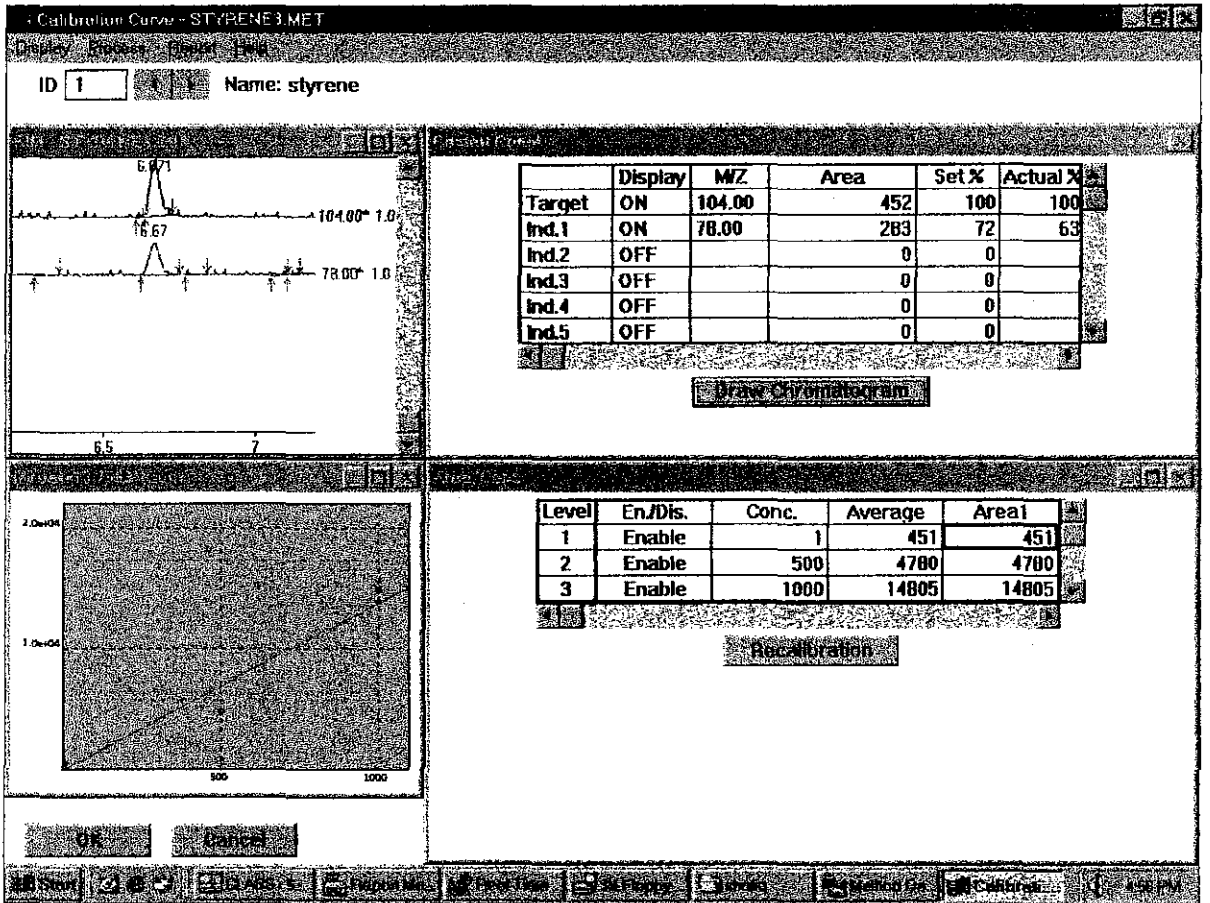 Calibration Curve - STYRENE3.MET
Display Process Report Help
ID 1 Name: styrene
6.671
104.00* 1.0
6.67
78.00* 1.0
6.5 7
Display M/Z Area Set % Actual %
Target ON 104.00 452 100 100
Ind.1 ON 78.00 283 72 63
Ind.2 OFF 0 0
Ind.3 OFF 0 0
Ind.4 OFF 0 0
Ind.5 OFF 0 0
Draw Chromatogram
2.0e+04
1.0e+04
500 1000
Level En./Dis. Conc. Average Area1
1 Enable 1 451 451
2 Enable 500 4780 4780
3 Enable 1000 14805 14805
Recalibration
OK Cancel
Start Calibrati... 4:56 PM